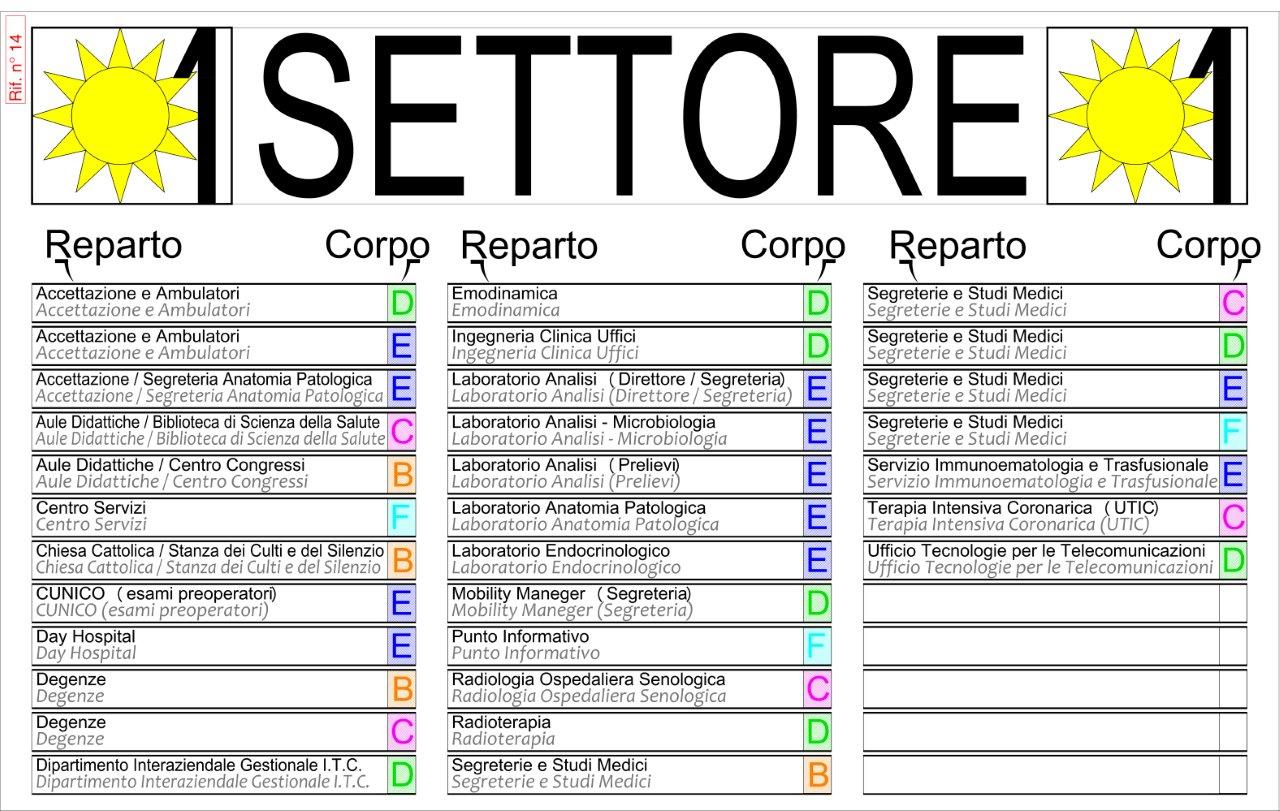 Rif. n° 14
1 SETTORE 1
Reparto Corpo
Accettazione e Ambulatori D
Accettazione e Ambulatori
Accettazione e Ambulatori E
Accettazione e Ambulatori
Accettazione / Segreteria Anatomia Patologica E
Accettazione / Segreteria Anatomia Patologica
Aule Didattiche / Biblioteca di Scienza della Salute C
Aule Didattiche / Biblioteca di Scienza della Salute
Aule Didattiche / Centro Congressi B
Aule Didattiche / Centro Congressi
Centro Servizi F
Centro Servizi
Chiesa Cattolica / Stanza dei Culti e del Silenzio B
Chiesa Cattolica / Stanza dei Culti e del Silenzio
CUNICO (esami preoperatori) E
CUNICO (esami preoperatori)
Day Hospital E
Day Hospital
Degenze B
Degenze
Degenze C
Degenze
Dipartimento Interaziendale Gestionale I.T.C. D
Dipartimento Interaziendale Gestionale I.T.C.
Reparto Corpo
Emodinamica D
Emodinamica
Ingegneria Clinica Uffici D
Ingegneria Clinica Uffici
Laboratorio Analisi (Direttore / Segreteria) E
Laboratorio Analisi (Direttore / Segreteria)
Laboratorio Analisi - Microbiologia E
Laboratorio Analisi - Microbiologia
Laboratorio Analisi (Prelievi) E
Laboratorio Analisi (Prelievi)
Laboratorio Anatomia Patologica E
Laboratorio Anatomia Patologica
Laboratorio Endocrinologico E
Laboratorio Endocrinologico
Mobility Maneger (Segreteria) D
Mobility Maneger (Segreteria)
Punto Informativo F
Punto Informativo
Radiologia Ospedaliera Senologica C
Radiologia Ospedaliera Senologica
Radioterapia D
Radioterapia
Segreterie e Studi Medici B
Segreterie e Studi Medici
Reparto Corpo
Segreterie e Studi Medici C
Segreterie e Studi Medici
Segreterie e Studi Medici D
Segreterie e Studi Medici
Segreterie e Studi Medici E
Segreterie e Studi Medici
Segreterie e Studi Medici F
Segreterie e Studi Medici
Servizio Immunoematologia e Trasfusionale E
Servizio Immunoematologia e Trasfusionale
Terapia Intensiva Coronarica (UTIC) C
Terapia Intensiva Coronarica (UTIC)
Ufficio Tecnologie per le Telecomunicazioni D
Ufficio Tecnologie per le Telecomunicazioni